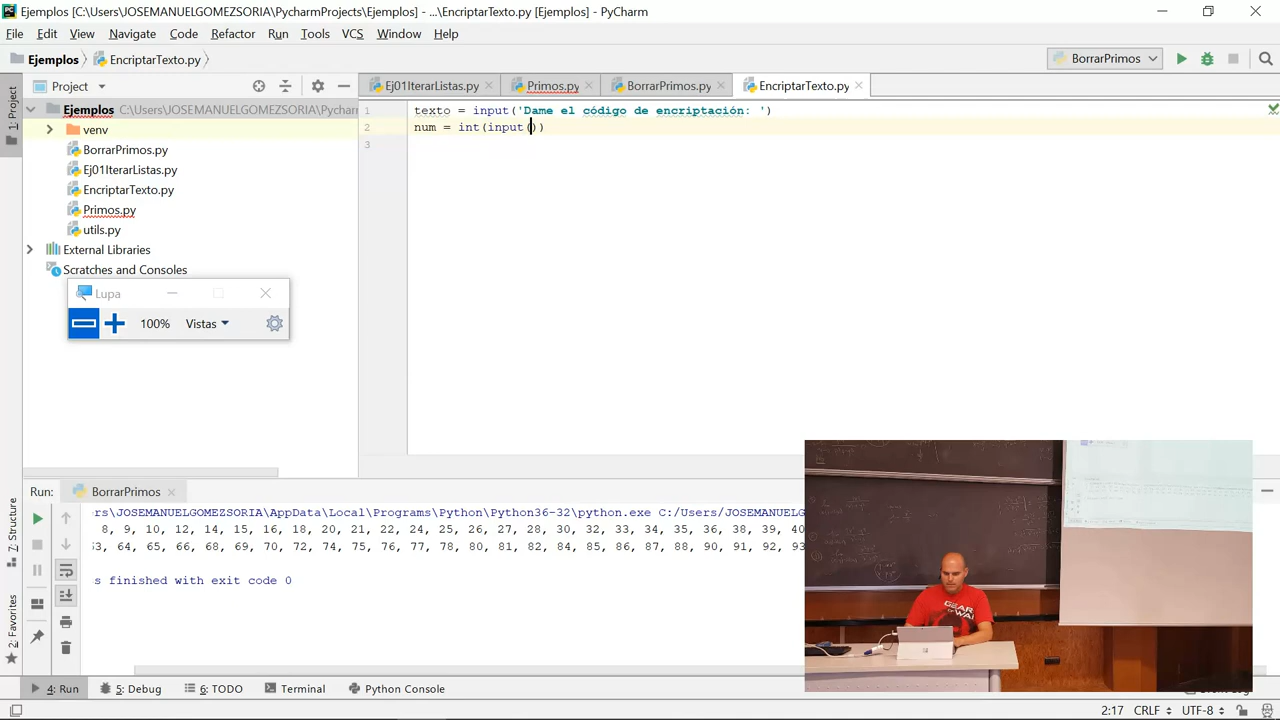 Ejemplos [C:\Users\JOSEMANUELGOMEZSORIA\PycharmProjects\Ejemplos] - ...\EncriptarTexto.py [Ejemplos] - PyCharm
File Edit View Navigate Code Refactor Run Tools VCS Window Help
Ejemplos EncriptarTexto.py
BorrarPrimos
1: Project
Project
Ej01IterarListas.py
Primos.py
BorrarPrimos.py
EncriptarTexto.py
Ejemplos C:\Users\JOSEMANUELGOMEZSORIA\Pycharm
venv
BorrarPrimos.py
Ej01IterarListas.py
EncriptarTexto.py
Primos.py
utils.py
External Libraries
Scratches and Consoles
1 texto = input('Dame el código de encriptación: ')
2 num = int(input())
3
Lupa
100% Vistas
Run: BorrarPrimos
rs\JOSEMANUELGOMEZSORIA\AppData\Local\Programs\Python\Python36-32\python.exe C:/Users/JOSEMANUELG
8, 9, 10, 12, 14, 15, 16, 18, 20, 21, 22, 24, 25, 26, 27, 28, 30, 32, 33, 34, 35, 36, 38, 39, 40
63, 64, 65, 66, 68, 69, 70, 72, 74, 75, 76, 77, 78, 80, 81, 82, 84, 85, 86, 87, 88, 90, 91, 92, 93
s finished with exit code 0
7: Structure
2: Favorites
GEARS
OF WAR
4: Run 5: Debug 6: TODO Terminal Python Console
2:17 CRLF UTF-8